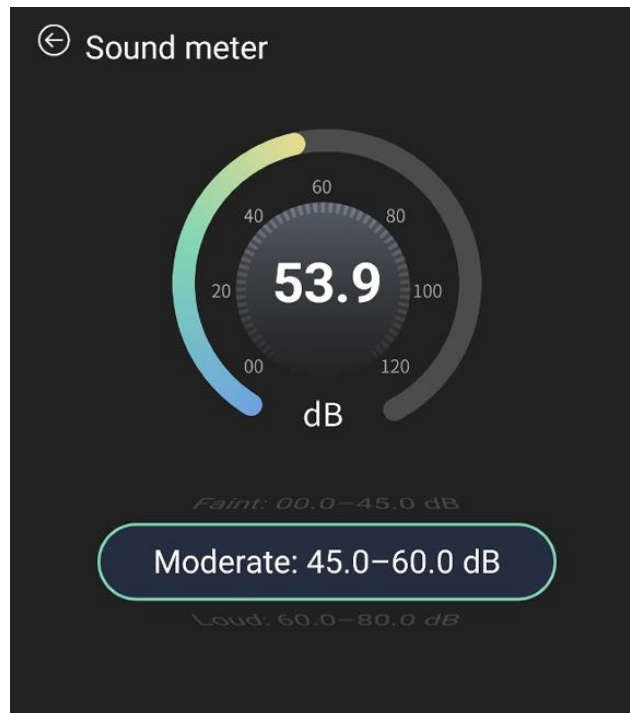 Sound meter
60
40
80
53.9
20
100
00
120
dB
Faint: 00.0–45.0 dB
Moderate: 45.0–60.0 dB
Loud: 60.0–80.0 dB